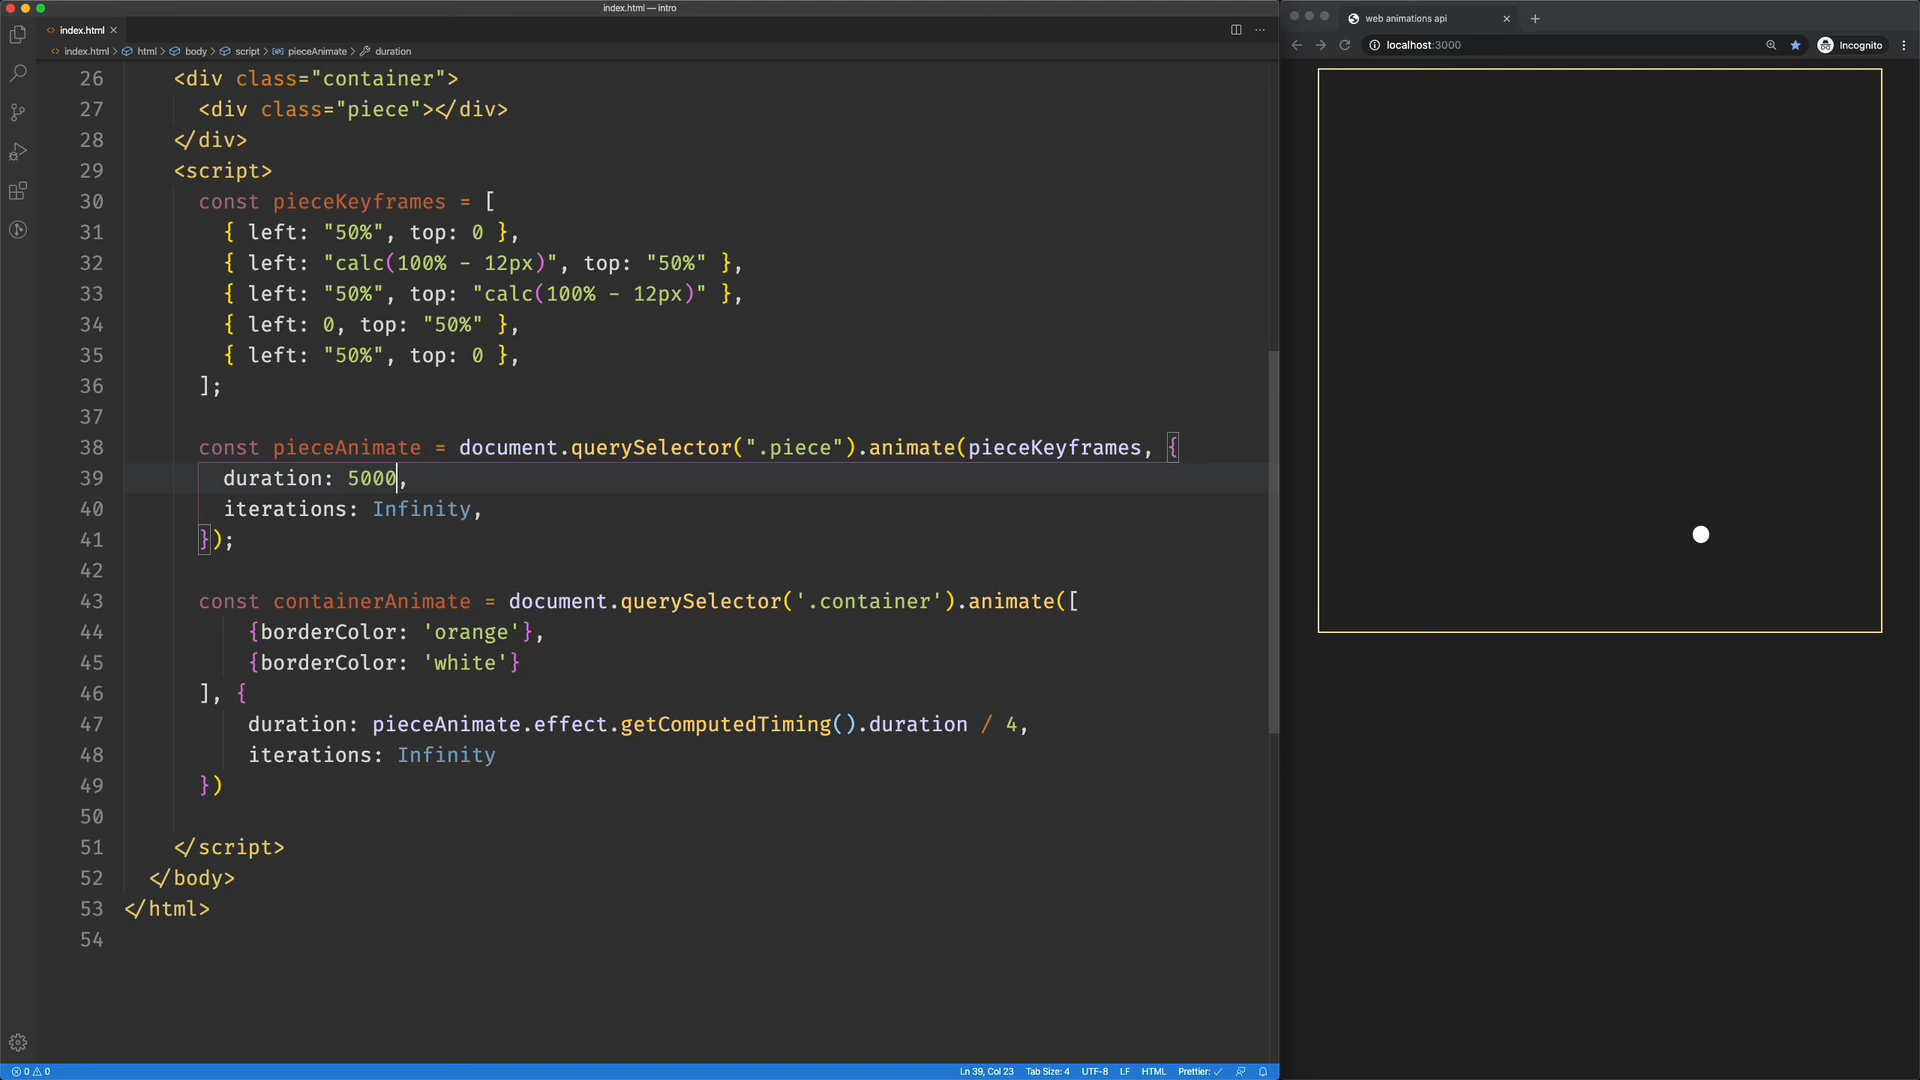 index.html — intro
index.html
index.html > html > body > script > pieceAnimate > duration
26 <div class="container">
27 <div class="piece"></div>
28 </div>
29 <script>
30 const pieceKeyframes = [
31 { left: "50%", top: 0 },
32 { left: "calc(100% - 12px)", top: "50%" },
33 { left: "50%", top: "calc(100% - 12px)" },
34 { left: 0, top: "50%" },
35 { left: "50%", top: 0 },
36 ];
37
38 const pieceAnimate = document.querySelector(".piece").animate(pieceKeyframes, {
39 duration: 5000,
40 iterations: Infinity,
41 });
42
43 const containerAnimate = document.querySelector('.container').animate([
44 {borderColor: 'orange'},
45 {borderColor: 'white'}
46 ], {
47 duration: pieceAnimate.effect.getComputedTiming().duration / 4,
48 iterations: Infinity
49 })
50
51 </script>
52 </body>
53 </html>
54
0 0
Ln 39, Col 23 Tab Size: 4 UTF-8 LF HTML Prettier: ✓
web animations api
localhost:3000
Incognito